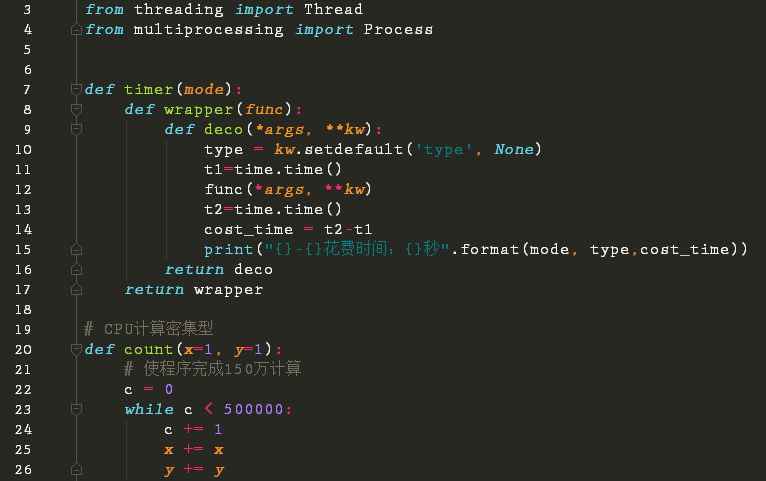 3 from threading import Thread
4 from multiprocessing import Process
5
6
7 def timer(mode):
8     def wrapper(func):
9         def deco(*args, **kw):
10             type = kw.setdefault('type', None)
11             t1=time.time()
12             func(*args, **kw)
13             t2=time.time()
14             cost_time = t2-t1
15             print("{}-{}花费时间：{}秒".format(mode, type,cost_time))
16         return deco
17     return wrapper
18
19 # CPU计算密集型
20 def count(x=1, y=1):
21     # 使程序完成150万计算
22     c = 0
23     while c < 500000:
24         c += 1
25         x += x
26         y += y